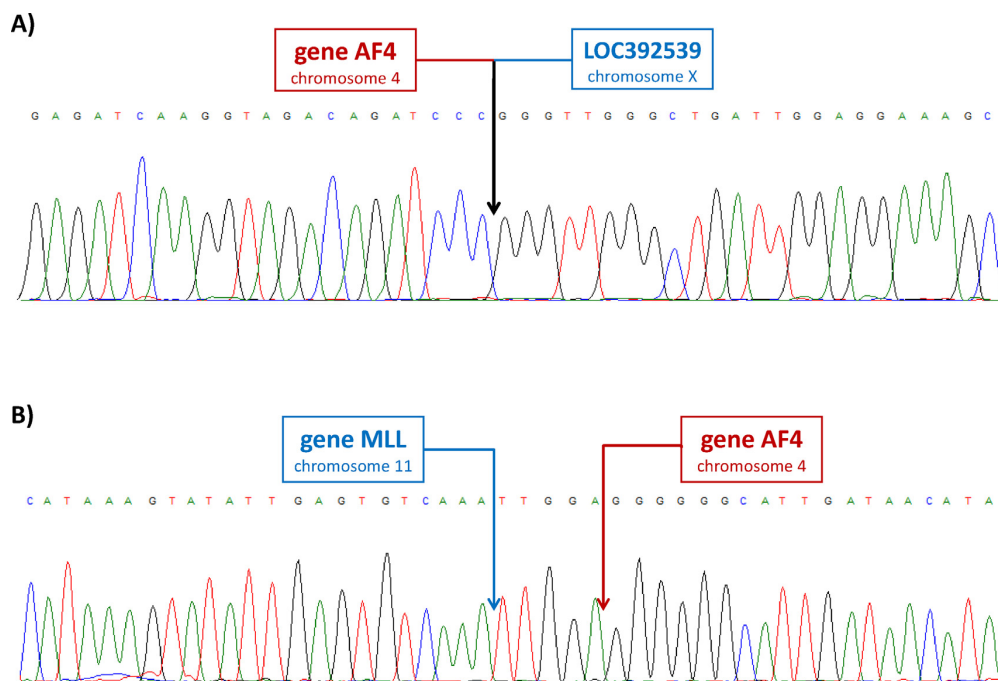 A)
gene AF4
chromosome 4
LOC392539
chromosome X
G A G A T C A A G G T A G A C A G A T C C C G G G T T G G G C T G A T T G G A G G A A A G C
B)
gene MLL
chromosome 11
gene AF4
chromosome 4
C A T A A A G T A T A T T G A G T G T C A A A T T G G A G G G G G G C A T T G A T A A C A T A